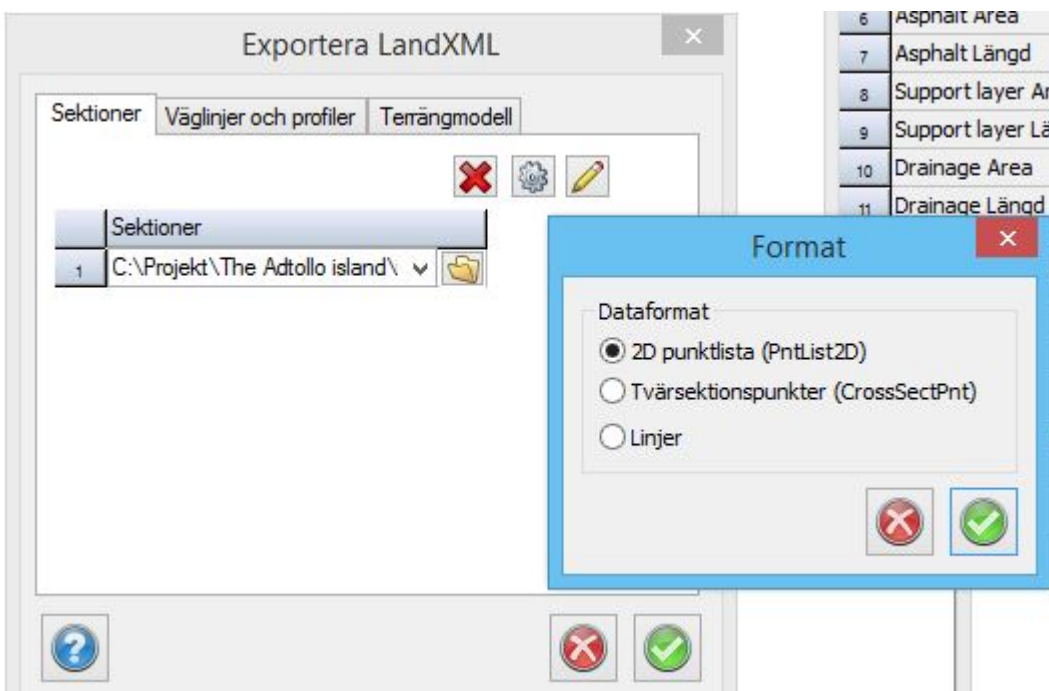 Exportera LandXML
Sektioner
Väglinjer och profiler
Terrängmodell
Sektioner
1
C:\Projekt\The Adtollo island\
6
Asphalt Area
7
Asphalt Längd
8
Support layer
9
Support layer
10
Drainage Area
11
Drainage Längd
Format
Dataformat
2D punktlista (PntList2D)
Tvärsektionspunkter (CrossSectPnt)
Linjer